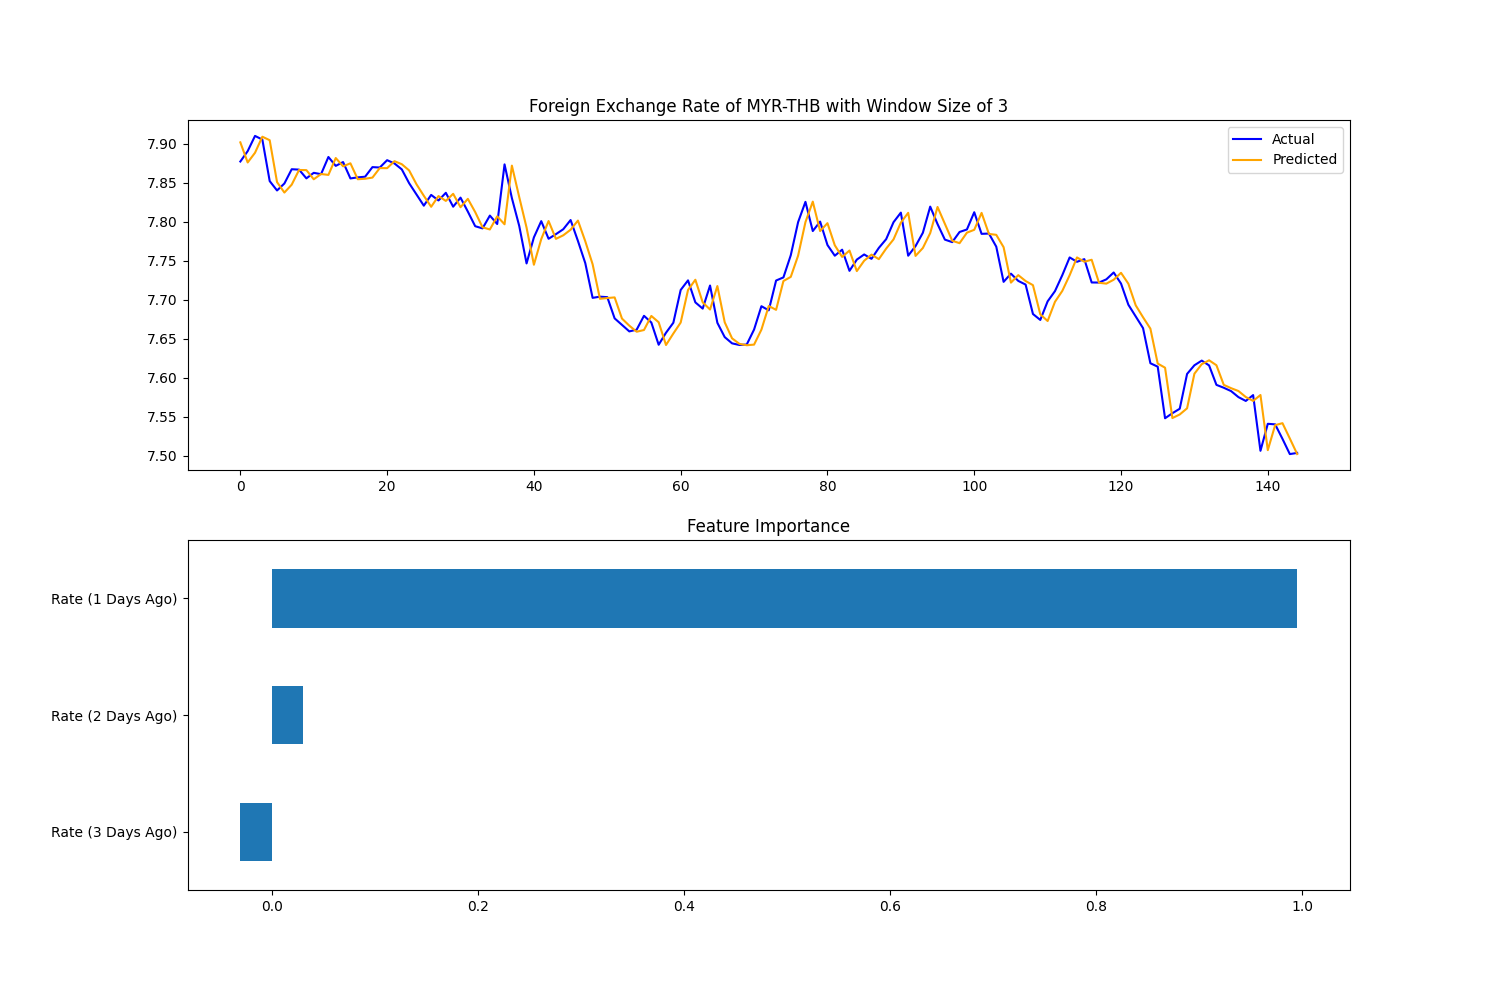 Foreign Exchange Rate of MYR-THB with Window Size of 3
Actual
Predicted
7.90
7.85
7.80
7.75
7.70
7.65
7.60
7.55
7.50
0 20 40 60 80 100 120 140
Feature Importance
Rate (1 Days Ago)
Rate (2 Days Ago)
Rate (3 Days Ago)
0.0 0.2 0.4 0.6 0.8 1.0